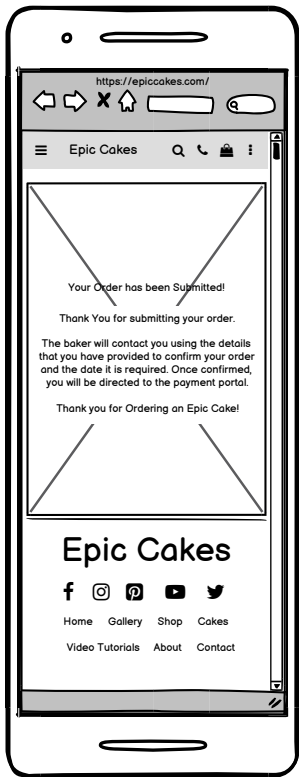 https://epiccakes.com/
Epic Cakes
Your Order has been Submitted!
Thank You for submitting your order.
The baker will contact you using the details
that you have provided to confirm your order
and the date it is required. Once confirmed,
you will be directed to the payment portal.
Thank you for Ordering an Epic Cake!
Epic Cakes
Home Gallery Shop Cakes
Video Tutorials About Contact